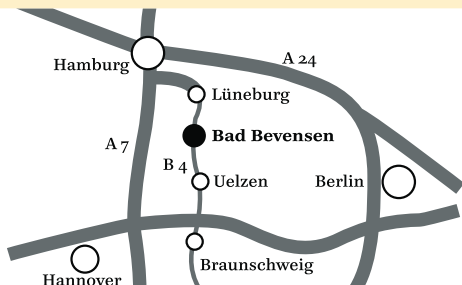 A 24
Hamburg
Lüneburg
Bad Bevensen
A 7
B 4
Uelzen
Berlin
Braunschweig
Hannover